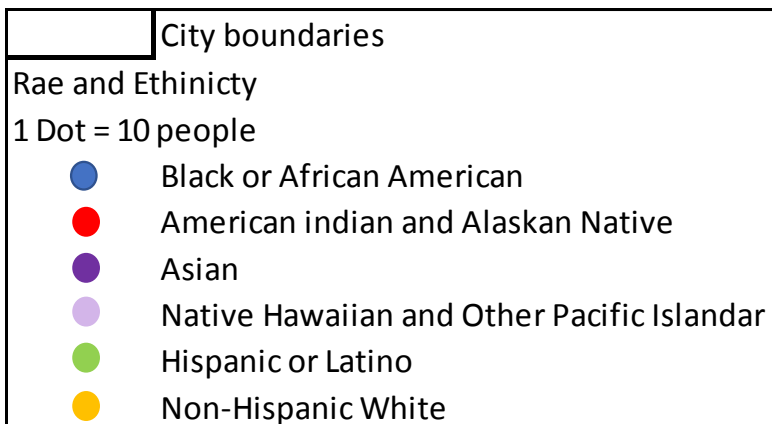 City boundaries
Rae and Ethinicty
1 Dot = 10 people
Black or African American
American indian and Alaskan Native
Asian
Native Hawaiian and Other Pacific Islandar
Hispanic or Latino
Non-Hispanic White